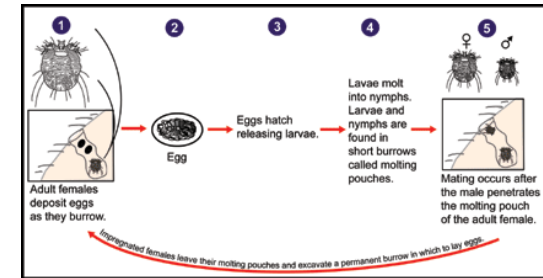 1
2
3
4
5
♀
♂
Adult females
deposit eggs
as they burrow.
Egg
Eggs hatch
releasing larvae.
Lavae molt
into nymphs.
Larvae and
nymphs are
found in
short burrows
called molting
pouches.
Mating occurs after
the male penetrates
the molting pouch
of the adult female.
Impregnated females leave their molting pouches and excavate a permanent burrow in which to lay eggs.